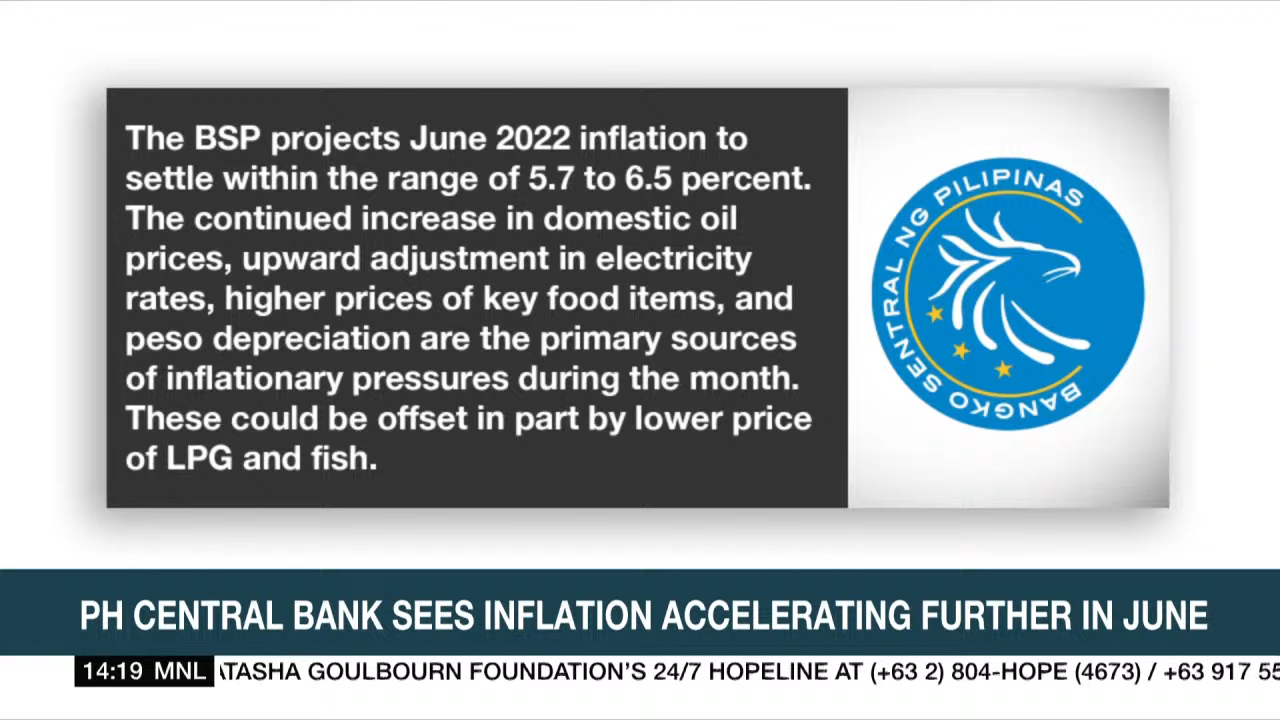 The BSP projects June 2022 inflation to
settle within the range of 5.7 to 6.5 percent.
The continued increase in domestic oil
prices, upward adjustment in electricity
rates, higher prices of key food items, and
peso depreciation are the primary sources
of inflationary pressures during the month.
These could be offset in part by lower price
of LPG and fish.
BANGKO SENTRAL NG PILIPINAS
PH CENTRAL BANK SEES INFLATION ACCELERATING FURTHER IN JUNE
14:19 MNL ATASHA GOULBOURN FOUNDATION'S 24/7 HOPELINE AT (+63 2) 804-HOPE (4673) / +63 917 55